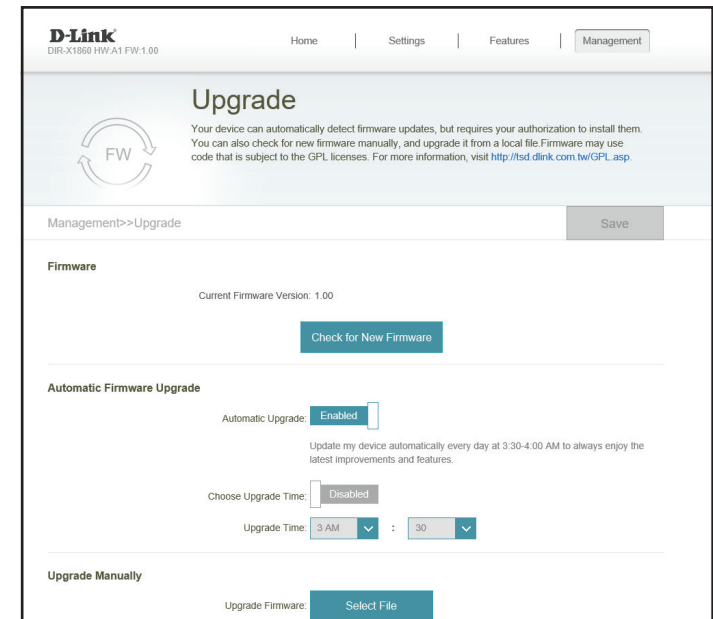 D-Link
DIR-X1860 HW:A1 FW:1.00
Home | Settings | Features | Management
Upgrade
Your device can automatically detect firmware updates, but requires your authorization to install them.
You can also check for new firmware manually, and upgrade it from a local file.Firmware may use
code that is subject to the GPL licenses. For more information, visit http://tsd.dlink.com.tw/GPL.asp.
FW
Management>>Upgrade
Save
Firmware
Current Firmware Version: 1.00
Check for New Firmware
Automatic Firmware Upgrade
Automatic Upgrade: Enabled
Update my device automatically every day at 3:30-4:00 AM to always enjoy the
latest improvements and features.
Choose Upgrade Time: Disabled
Upgrade Time: 3 AM : 30
Upgrade Manually
Upgrade Firmware: Select File